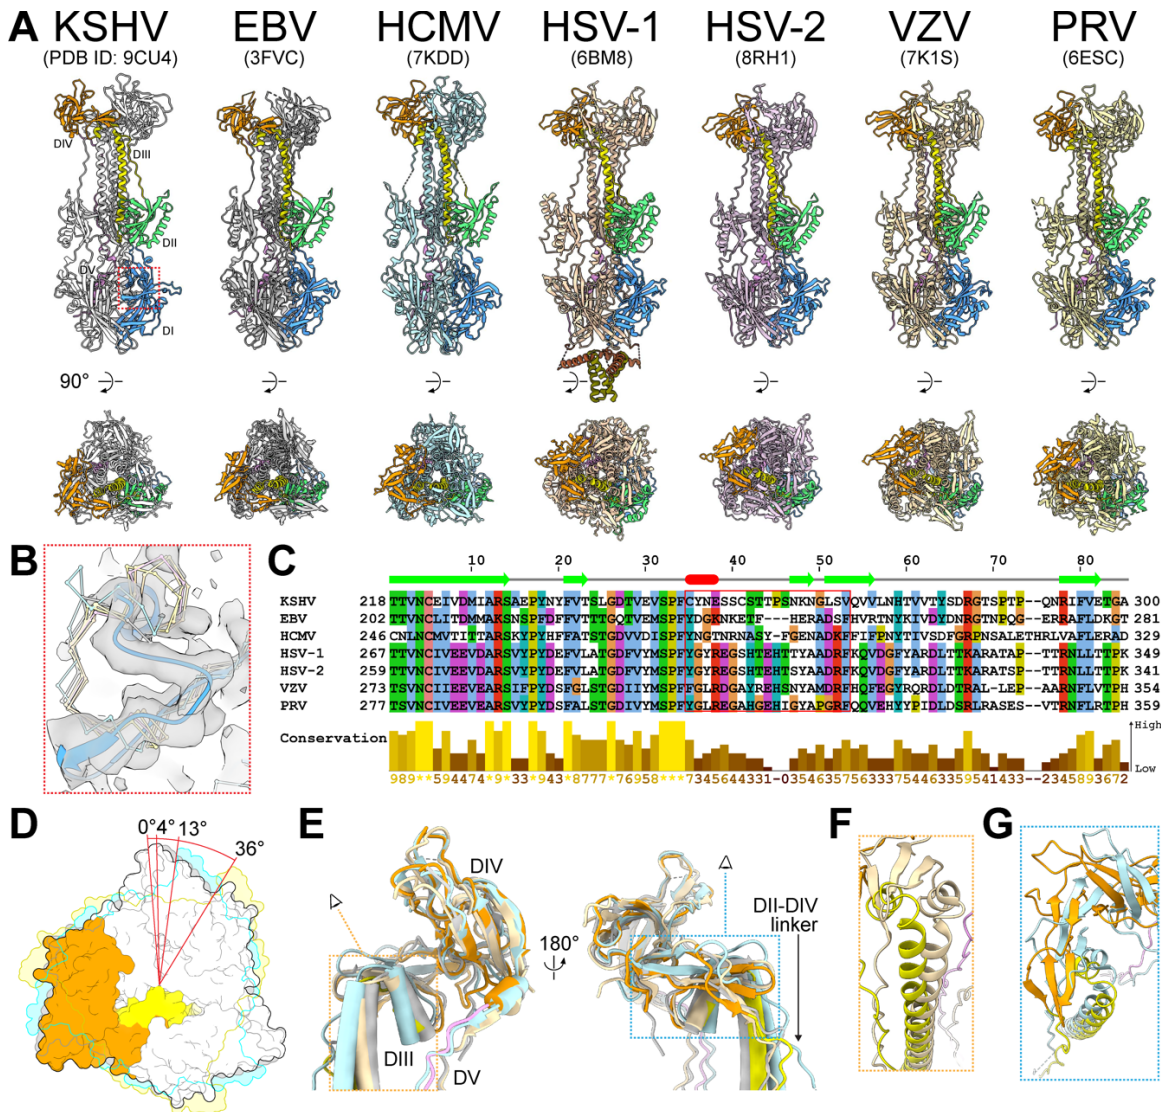 A
KSHV EBV HCMV HSV-1 HSV-2 VZV PRV
(PDB ID: 9CU4) (3FVC) (7KDD) (6BM8) (8RH1) (7K1S) (6ESC)
DIV
DIII
DII
DV
DI
90°
B
C
10 20 30 40 50 60 70 80
KSHV 218 TTVNCEIVDMIARSAEPYNYFVTSLGDTVEVSPFCYNESSCSTTPSNKNGLSVQVVLNHTVVTYSDRGTSPTP--QNRIFVETGA 300
EBV 202 TTVNCLITDMMAKSNSPFDFFVTTTGQTVEVSPFYDGKNKETF---HERADSFHVRTNYKIVDYDNRGTNPQG--ERRAFLDKGT 281
HCMV 246 CNLNCMVTITTARSKYPYHFFATSTGDVVDISPFYNGTNRNASY-FGENADKFFIFPNYTIVSDFGRPNSALETHRLVAFLERAD 329
HSV-1 267 TTVNCIVEEVDARSVYPYDEFVLATGDFVYMSPFYGYREGSHTEHTTYAADRFKQVDGFYARDLTTKARATAP--TTRNLLTTPK 349
HSV-2 259 TTVNCIVEEVDARSVYPYDEFVLATGDFVYMSPFYGYREGSHTEHTSYAADRFKQVDGFYARDLTTKARATSP--TTRNLLTTPK 341
VZV 273 TSVNCIIEEVEARSIFPYDSFGLSTGDIIYMSPFFGLRDGAYREHSNYAMDRFHQFEGYRQRDLDTRAL-LEP--AARNFLVTPH 354
PRV 277 TTVNCIVEEVEARSVYPYDSFALSTGDIVYMSPFYGLREGAHGEHIGYAPGRFQQVEHYYPIDLDSRLRASES--VTRNFLRTPH 359
Conservation
High
Low
989**594474*9*33*943*8777*76958***7345644331-0354635645633375446335954 1433--2345893672
D
0° 4° 13°
36°
E
DIV
DIII
DV
180°
DII-DIV
linker
F
G